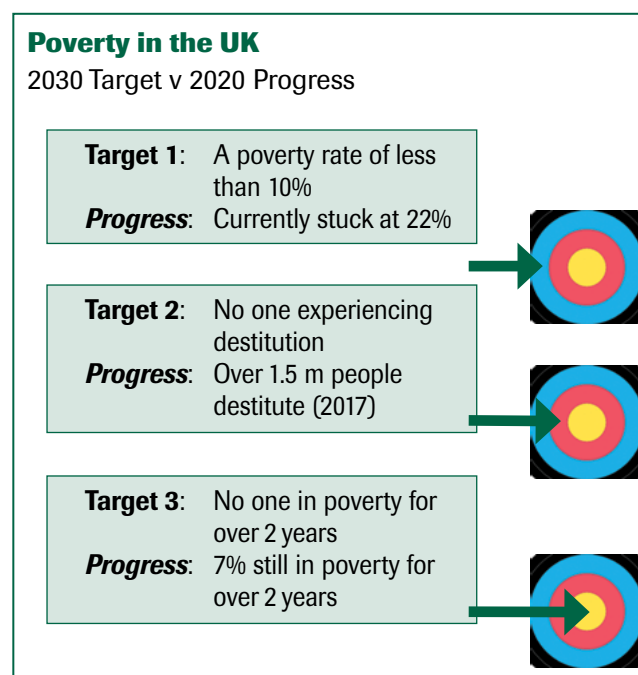 Poverty in the UK
2030 Target v 2020 Progress
Target 1: A poverty rate of less
than 10%
Progress: Currently stuck at 22%
Target 2: No one experiencing
destitution
Progress: Over 1.5 m people
destitute (2017)
Target 3: No one in poverty for
over 2 years
Progress: 7% still in poverty for
over 2 years